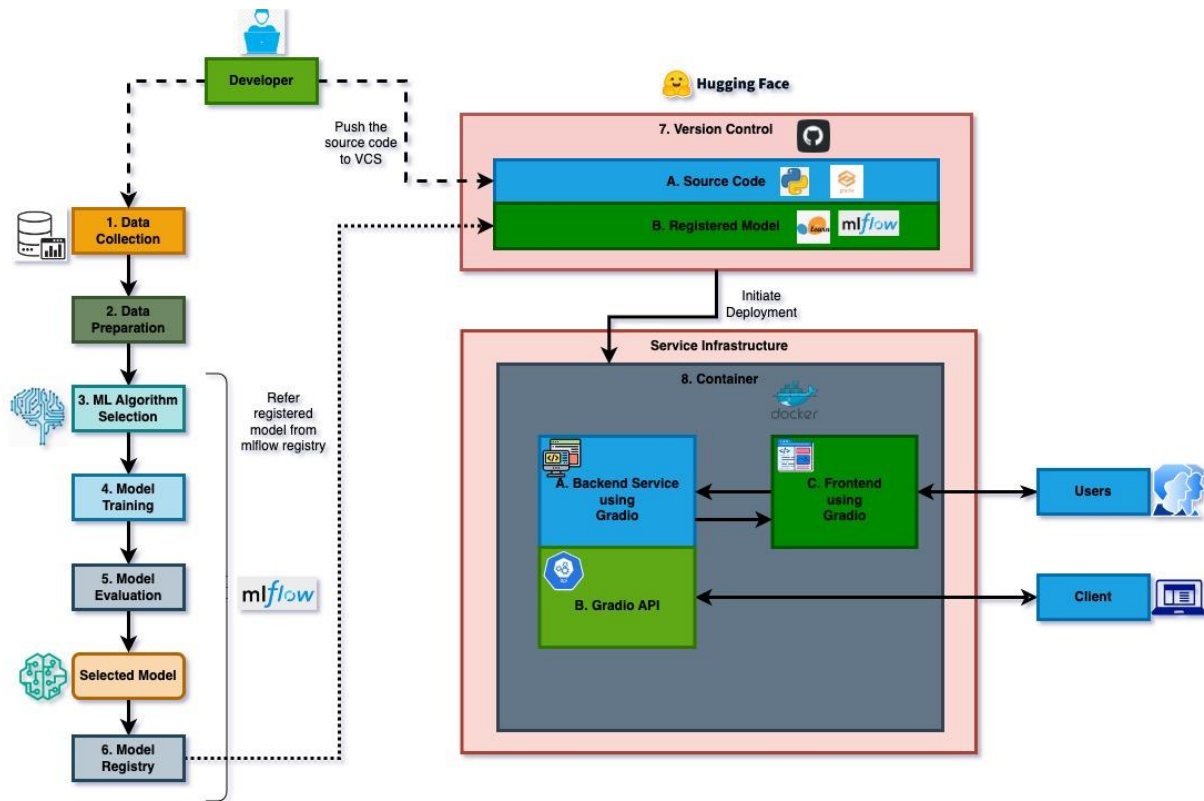 Developer
Push the
source code
to VCS
Hugging Face
7. Version Control
A. Source Code
B. Registered Model
learn
mlflow
1. Data
Collection
2. Data
Preparation
3. ML Algorithm
Selection
4. Model
Training
5. Model
Evaluation
Selected Model
6. Model
Registry
Refer
registered
model from
mlflow registry
mlflow
Initiate
Deployment
Service Infrastructure
8. Container
docker
A. Backend Service
using
Gradio
B. Gradio API
C. Frontend
using
Gradio
Users
Client